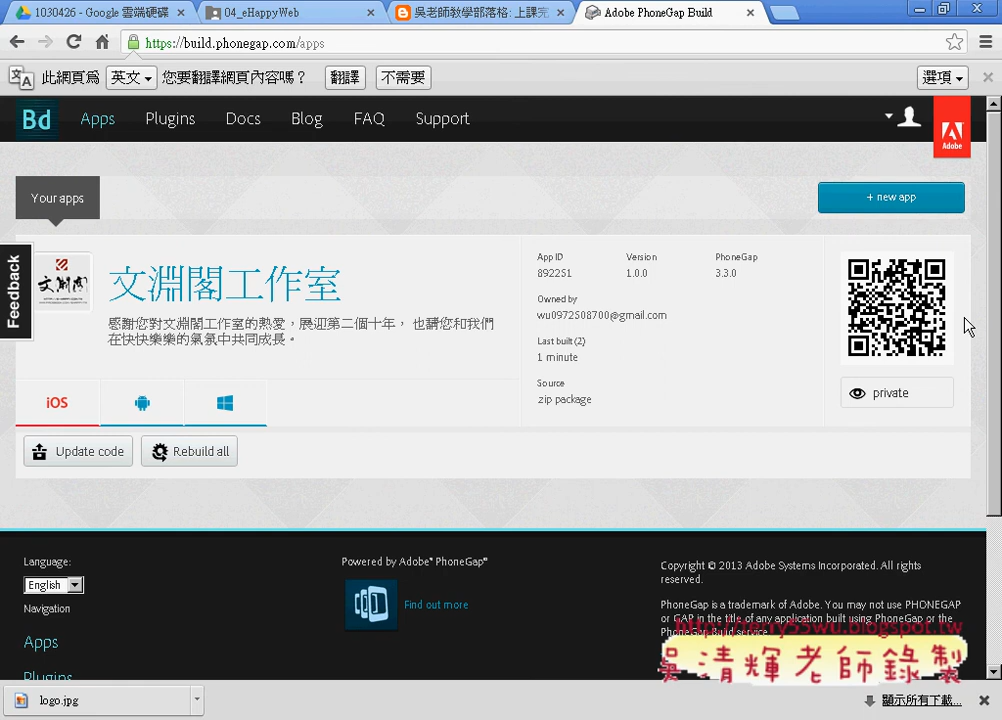 1030426 - Google 雲端硬碟
04_eHappyWeb
吳老師教學部落格: 上課完
Adobe PhoneGap Build
https://build.phonegap.com/apps
此網頁為 英文 您要翻譯網頁內容嗎？ 翻譯 不需要 選項
Bd Apps Plugins Docs Blog FAQ Support
Adobe
Your apps
+ new app
Feedback
文淵閣
文淵閣工作室
感謝您對文淵閣工作室的熱愛，展迎第二個十年， 也請您和我們
在快快樂樂的氣氛中共同成長。
App ID Version PhoneGap
892251 1.0.0 3.3.0
Owned by
wu0972508700@gmail.com
Last built (2)
1 minute
Source
zip package
private
iOS
Update code
Rebuild all
Language:
English
Navigation
Apps
Plugins
Powered by Adobe® PhoneGap®
Find out more
Copyright © 2013 Adobe Systems Incorporated. All rights
reserved.
PhoneGap is a trademark of Adobe. You may not use PHONEGAP
or GAP in the title of any application built using PhoneGap or the
PhoneGap Build service.
http://terry55wu.blogspot.tw
吳清輝老師錄製
logo.jpg
顯示所有下載...